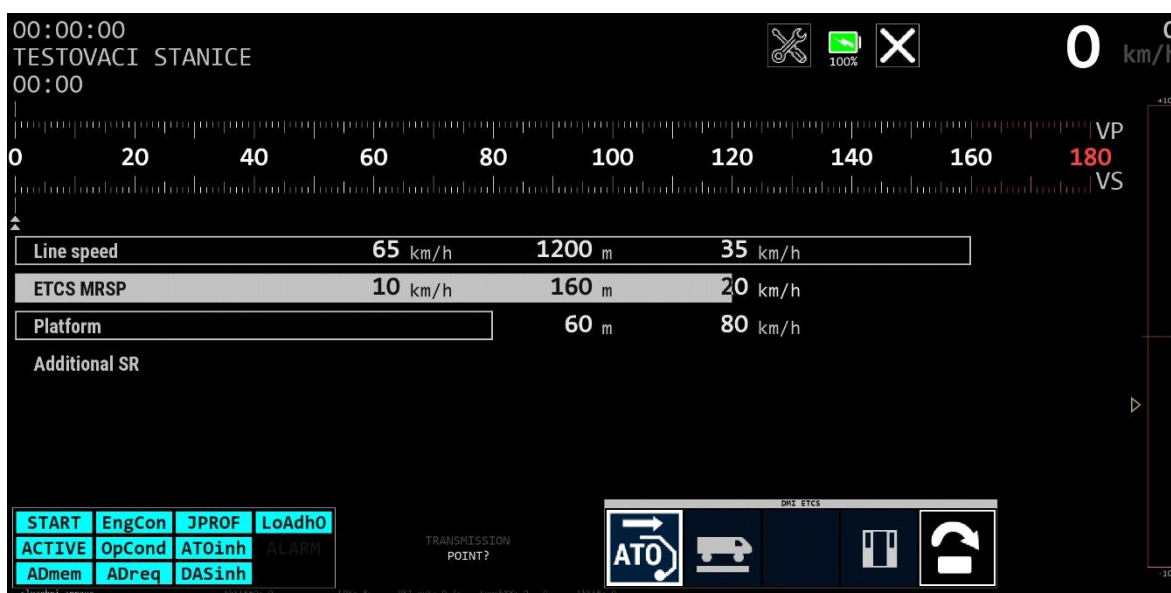 00:00:00
TESTOVACI STANICE
00:00
100%
0 km/h
+10
VP
0 20 40 60 80 100 120 140 160 180
VS
Line speed 65 km/h 1200 m 35 km/h
ETCS MRSP 10 km/h 160 m 20 km/h
Platform 60 m 80 km/h
Additional SR
DMI ETCS
START EngCon JPROF LoAdhO
ACTIVE OpCond ATOinh ALARM
ADmem ADreq DASinh
TRANSMISSION
POINT?
ATO
-10